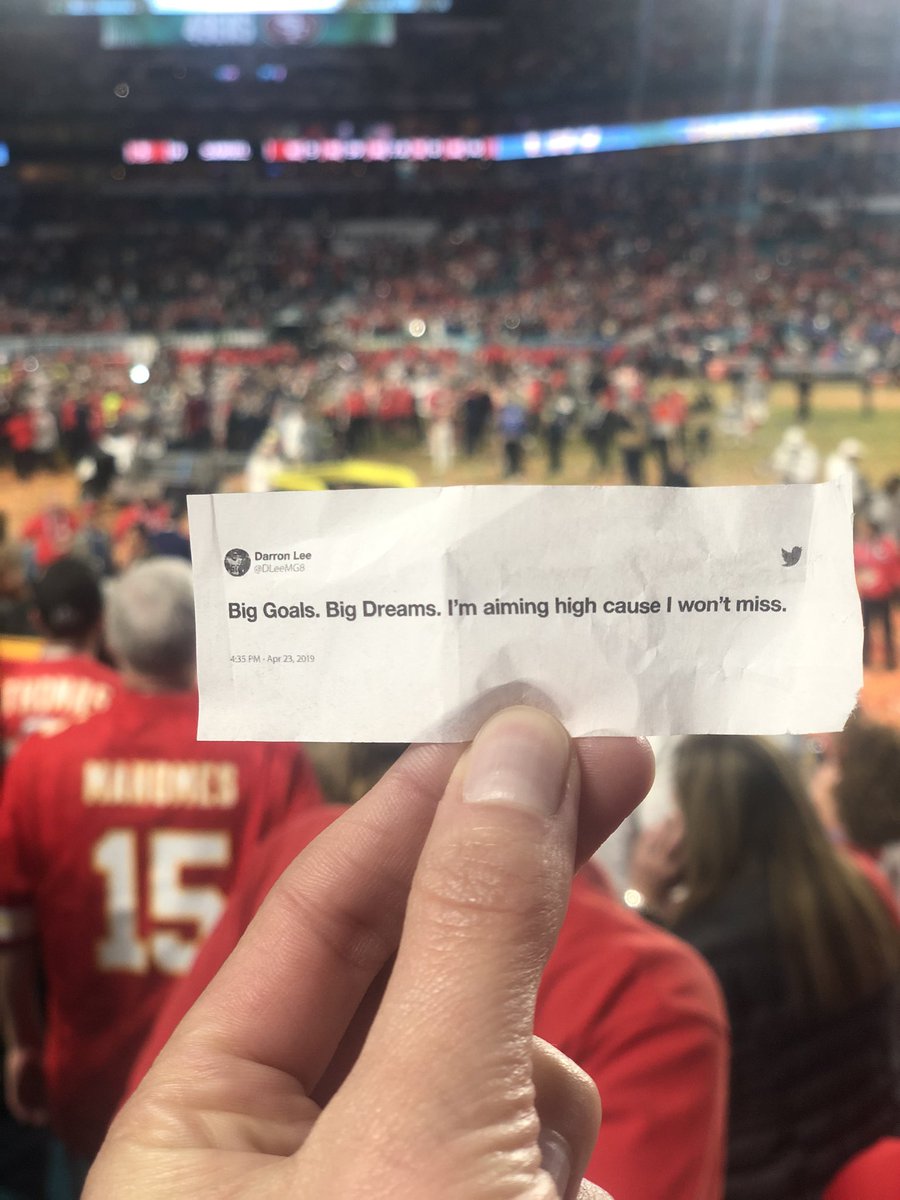 Darron Lee
@DLeeMG8
Big Goals. Big Dreams. I'm aiming high cause I won't miss.
4:35 PM - Apr 23, 2019
MAHOMES
15